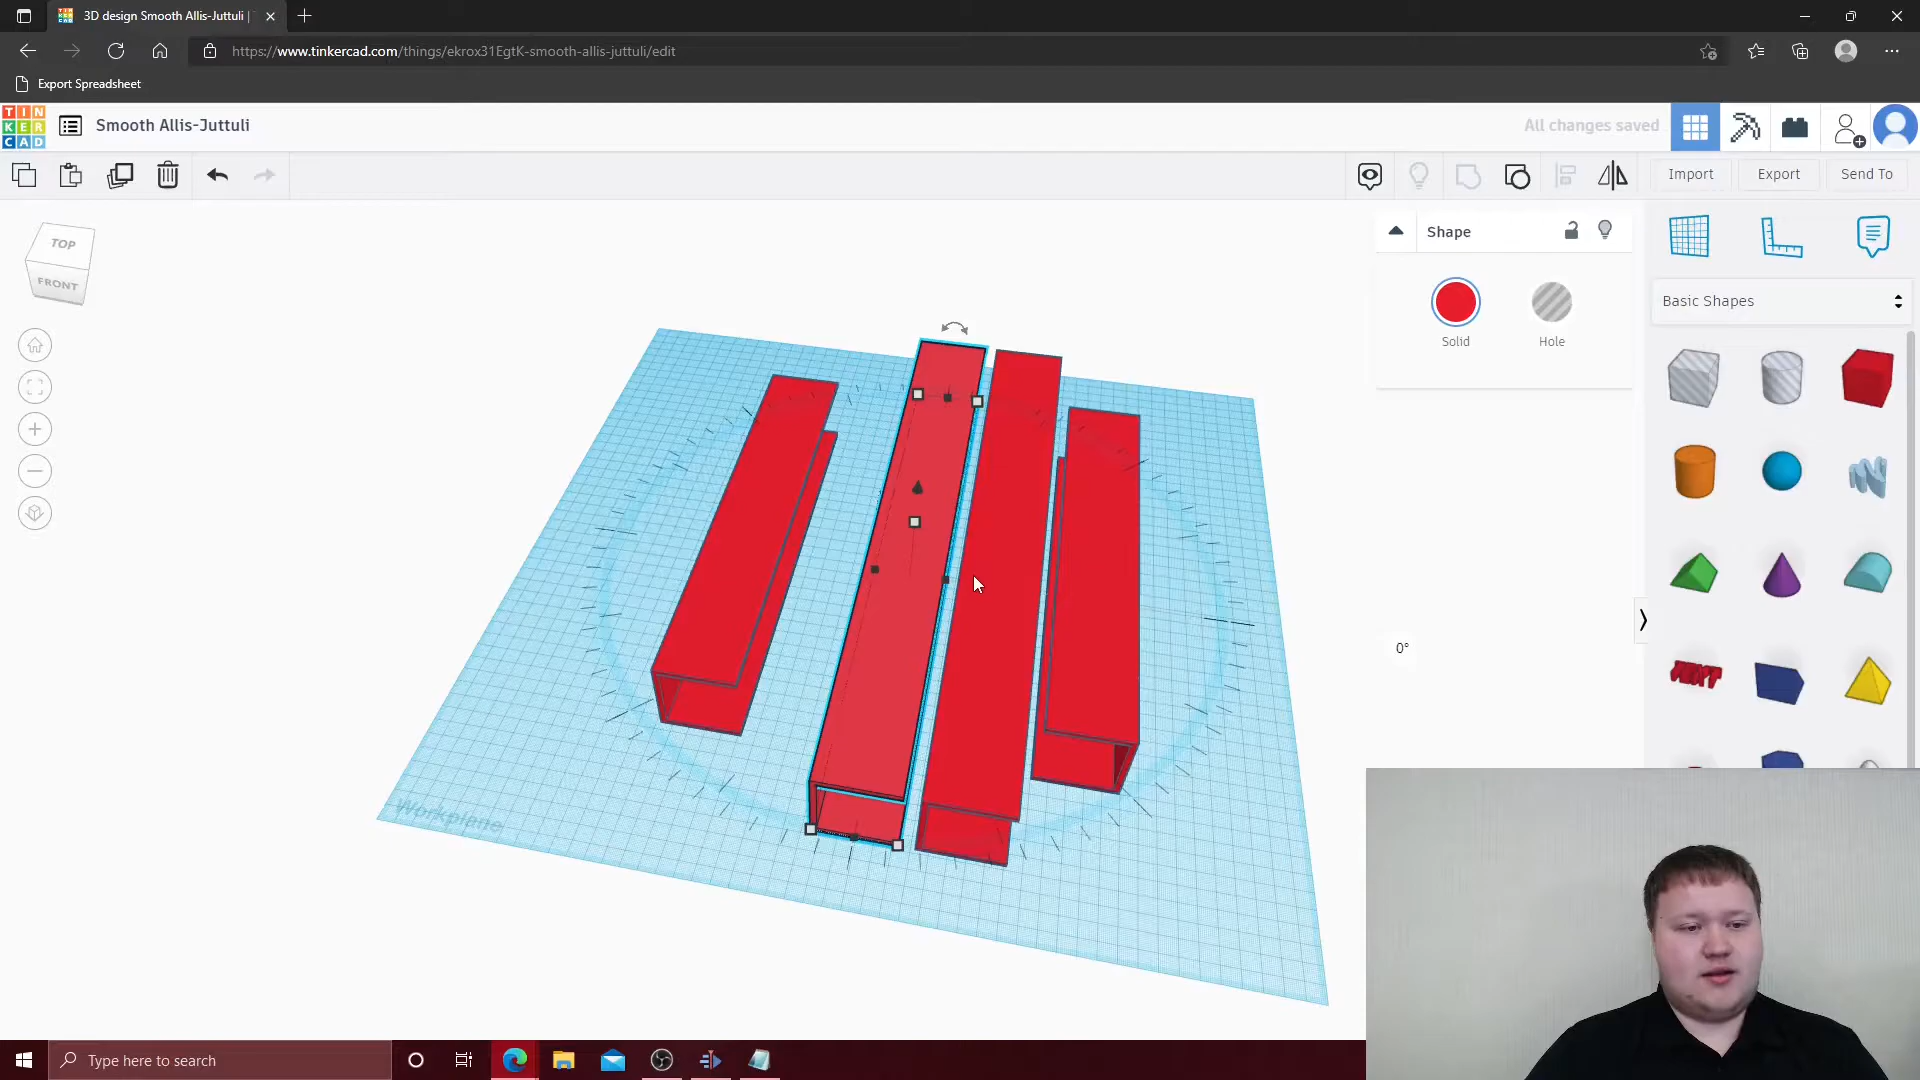 3D design Smooth Allis-Juttuli |
https://www.tinkercad.com/things/ekrox31EgtK-smooth-allis-juttuli/edit
Export Spreadsheet
TIN
KER
CAD
Smooth Allis-Juttuli
All changes saved
Import
Export
Send To
TOP
FRONT
Shape
Solid
Hole
Basic Shapes
0°
Workplane
Type here to search